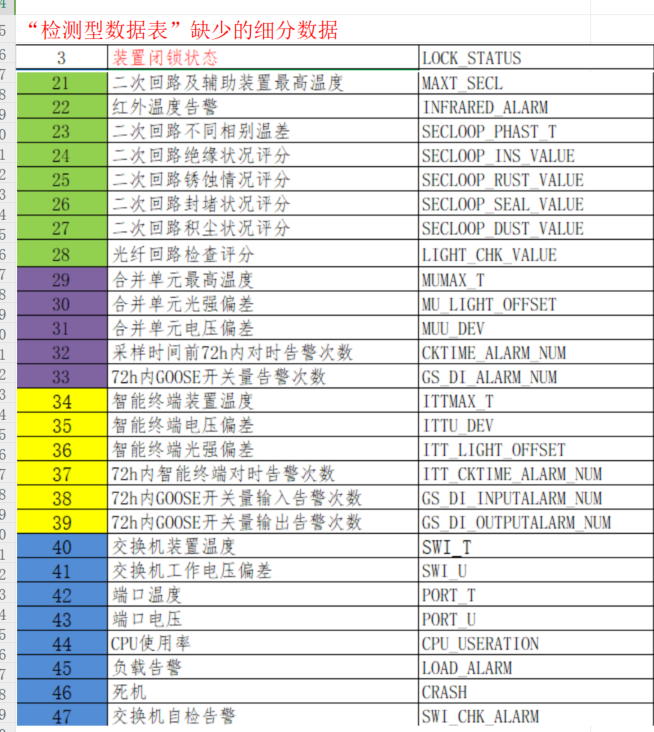 “检测型数据表”缺少的细分数据
3 装置闭锁状态 LOCK_STATUS
21 二次回路及辅助装置最高温度 MAXT_SECL
22 红外温度告警 INFRARED_ALARM
23 二次回路不同相别温差 SECLOOP_PHAST_T
24 二次回路绝缘状况评分 SECLOOP_INS_VALUE
25 二次回路锈蚀情况评分 SECLOOP_RUST_VALUE
26 二次回路封堵状况评分 SECLOOP_SEAL_VALUE
27 二次回路积尘状况评分 SECLOOP_DUST_VALUE
28 光纤回路检查评分 LIGHT_CHK_VALUE
29 合并单元最高温度 MUMAX_T
30 合并单元光强偏差 MU_LIGHT_OFFSET
31 合并单元电压偏差 MUU_DEV
32 采样时间前72h内对时告警次数 CKTIME_ALARM_NUM
33 72h内GOOSE开关量告警次数 GS_DI_ALARM_NUM
34 智能终端装置温度 ITTMAX_T
35 智能终端电压偏差 ITTU_DEV
36 智能终端光强偏差 ITT_LIGHT_OFFSET
37 72h内智能终端对时告警次数 ITT_CKTIME_ALARM_NUM
38 72h内GOOSE开关量输入告警次数 GS_DI_INPUTALARM_NUM
39 72h内GOOSE开关量输出告警次数 GS_DI_OUTPUTALARM_NUM
40 交换机装置温度 SWI_T
41 交换机工作电压偏差 SWI_U
42 端口温度 PORT_T
43 端口电压 PORT_U
44 CPU使用率 CPU_USERATION
45 负载告警 LOAD_ALARM
46 死机 CRASH
47 交换机自检告警 SWI_CHK_ALARM